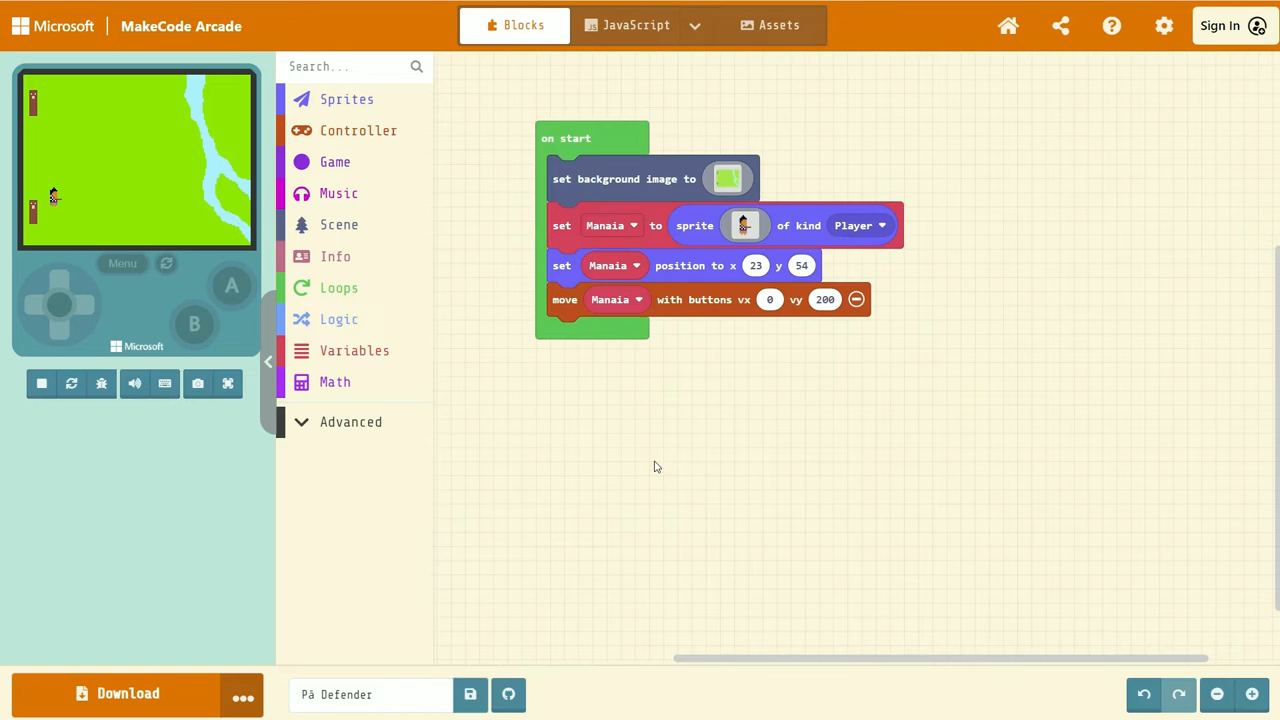 Microsoft
MakeCode Arcade
Blocks
JavaScript
Assets
Sign In
Search...
Sprites
Controller
Game
Music
Scene
Info
Loops
Logic
Variables
Math
Advanced
Menu
A
B
Microsoft
on start
set background image to
set Manaia to sprite of kind Player
set Manaia position to x 23 y 54
move Manaia with buttons vx 0 vy 200
Download
Pā Defender